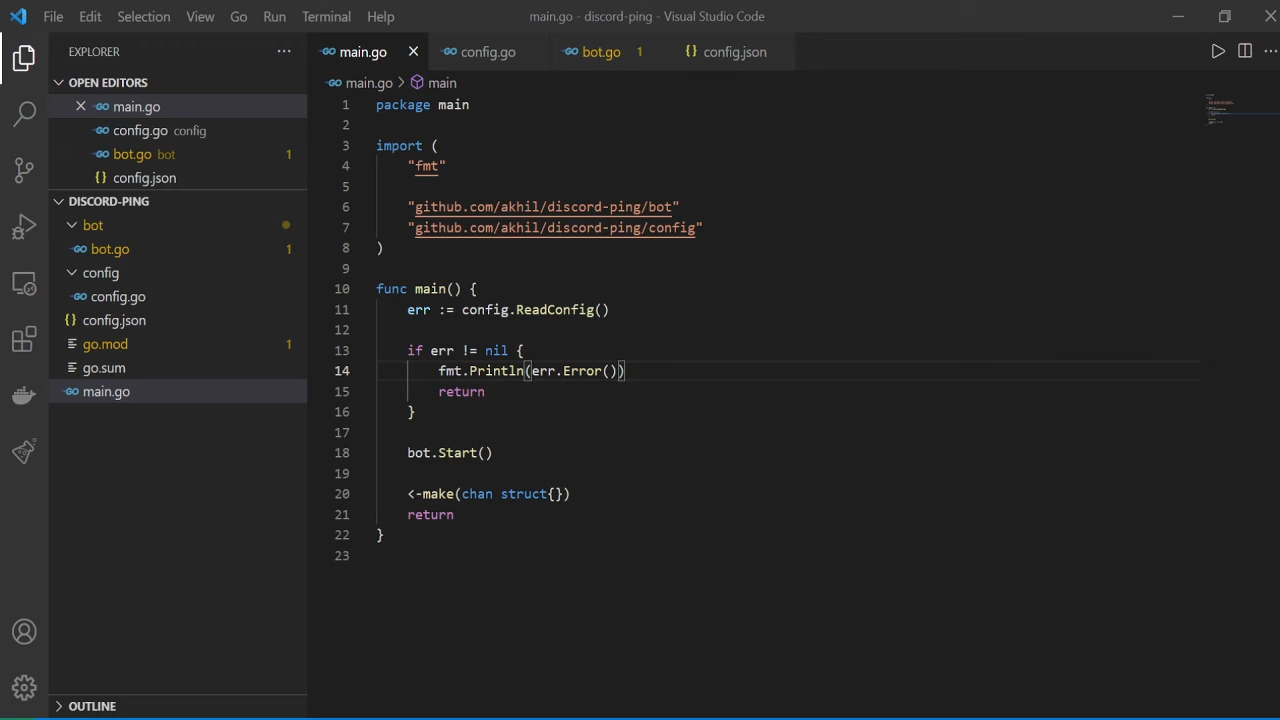 File Edit Selection View Go Run Terminal Help
main.go - discord-ping - Visual Studio Code
EXPLORER
OPEN EDITORS
main.go
config.go config
bot.go bot 1
config.json
DISCORD-PING
bot
bot.go 1
config
config.go
config.json
go.mod 1
go.sum
main.go
OUTLINE
main.go config.go bot.go 1 config.json
main.go > main
1 package main
2
3 import (
4 "fmt"
5
6 "github.com/akhil/discord-ping/bot"
7 "github.com/akhil/discord-ping/config"
8 )
9
10 func main() {
11 err := config.ReadConfig()
12
13 if err != nil {
14 fmt.Println(err.Error())
15 return
16 }
17
18 bot.Start()
19
20 <-make(chan struct{})
21 return
22 }
23